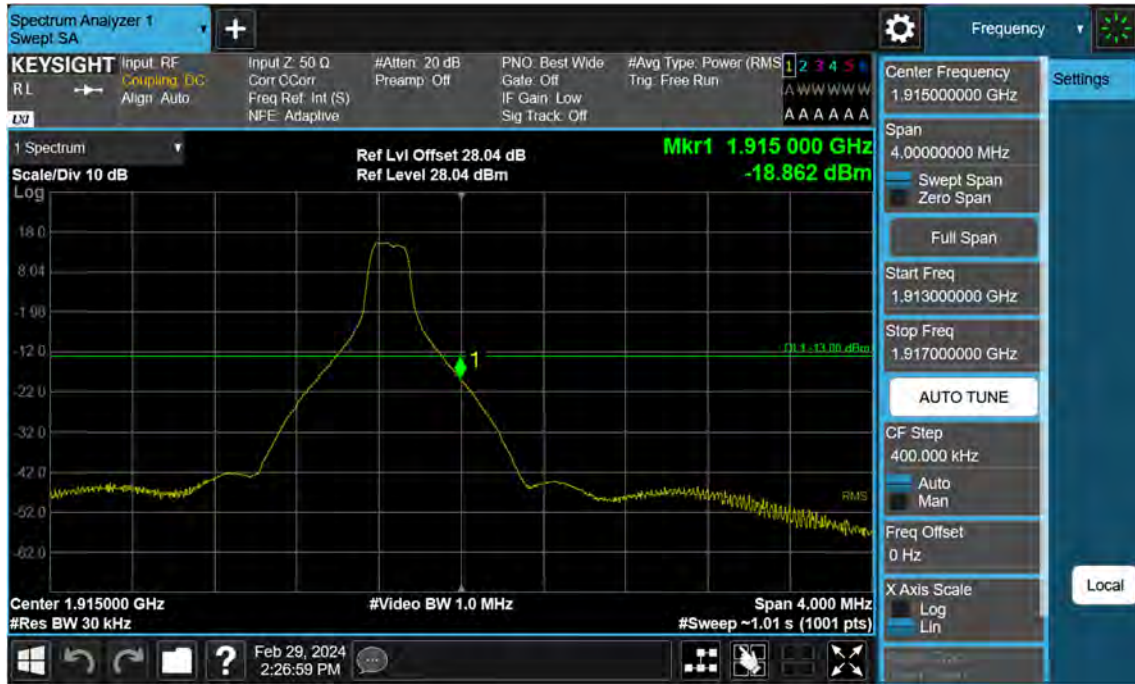 Spectrum Analyzer 1
Swept SA
+
Frequency
KEYSIGHT
RL
LXI
Input: RF
Coupling: DC
Align: Auto
Input Z: 50 Ω
Corr CCorr
Freq Ref: Int (S)
NFE: Adaptive
#Atten: 20 dB
Preamp: Off
PNO: Best Wide
Gate: Off
IF Gain: Low
Sig Track: Off
#Avg Type: Power (RMS
Trig: Free Run
1 2 3 4 5 6
A W W W W W
A A A A A A
1 Spectrum
Scale/Div 10 dB
Log
Ref Lvl Offset 28.04 dB
Ref Level 28.04 dBm
Mkr1 1.915 000 GHz
-18.862 dBm
18.0
8.04
-1.96
-12.0
-22.0
-32.0
-42.0
-52.0
-62.0
DL1 -13.00 dBm
1
RMS
Center 1.915000 GHz
#Res BW 30 kHz
#Video BW 1.0 MHz
Span 4.000 MHz
#Sweep ~1.01 s (1001 pts)
Feb 29, 2024
2:26:59 PM
?
Center Frequency
1.915000000 GHz
Span
4.00000000 MHz
Swept Span
Zero Span
Full Span
Start Freq
1.913000000 GHz
Stop Freq
1.917000000 GHz
AUTO TUNE
CF Step
400.000 kHz
Auto
Man
Freq Offset
0 Hz
X Axis Scale
Log
Lin
Settings
Local